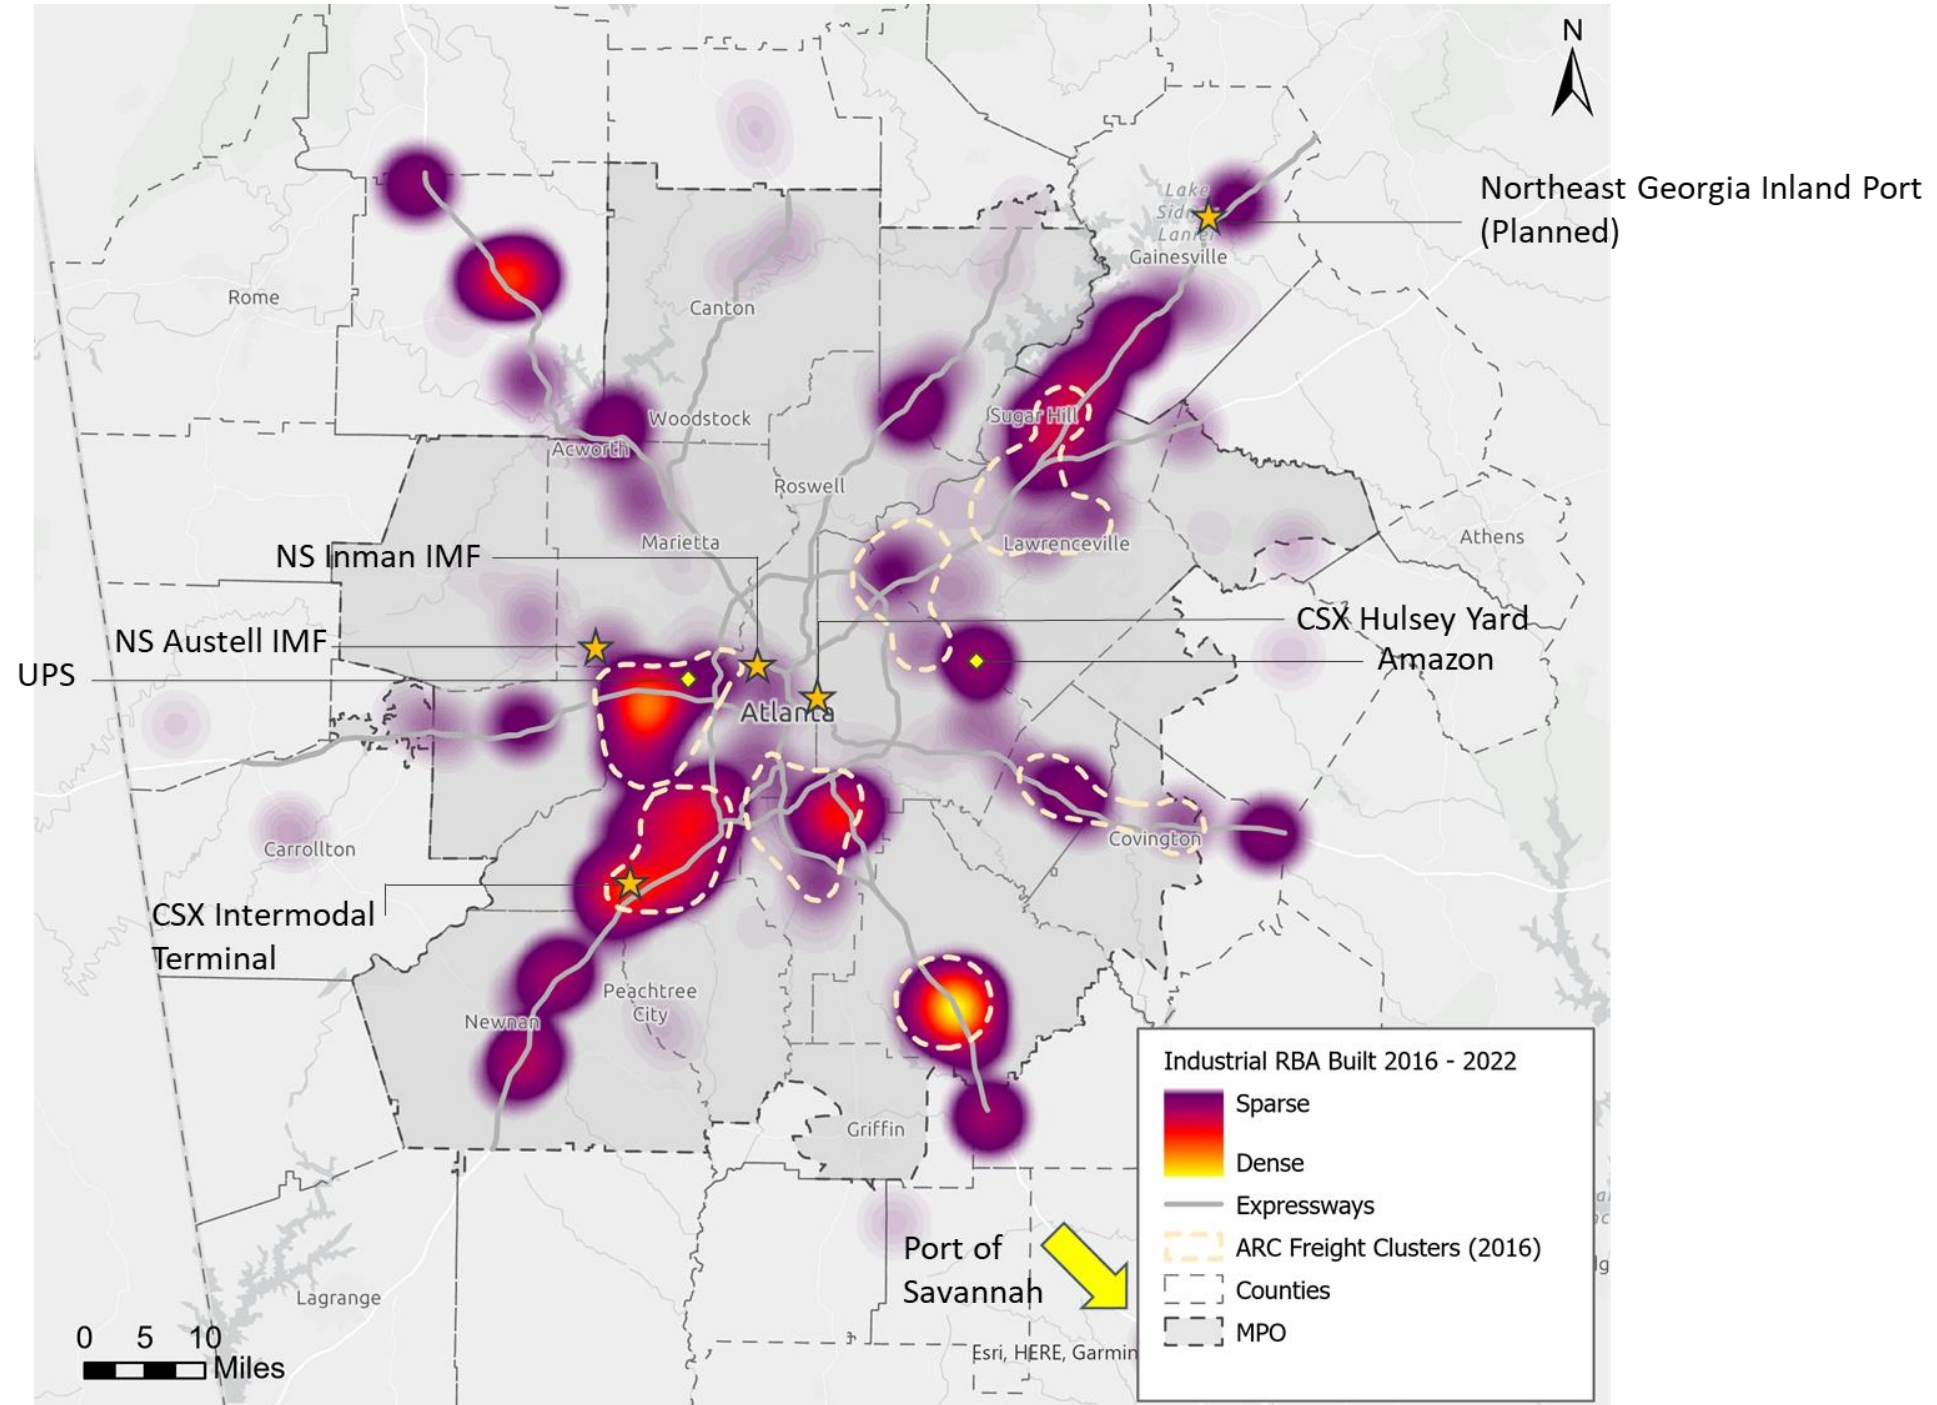 N
Northeast Georgia Inland Port
(Planned)
Lake
Lanier
Gainesville
Rome
Canton
Sugar Hill
Woodstock
Acworth
Roswell
Marietta
Lawrenceville
Athens
NS Inman IMF
CSX Hulsey Yard
NS Austell IMF
Amazon
UPS
Atlanta
Carrollton
Covington
CSX Intermodal
Terminal
Peachtree
City
Newnan
Griffin
Port of
Savannah
Lagrange
0 5 10
Miles
Esri, HERE, Garmin
Industrial RBA Built 2016 - 2022
Sparse
Dense
Expressways
ARC Freight Clusters (2016)
Counties
MPO